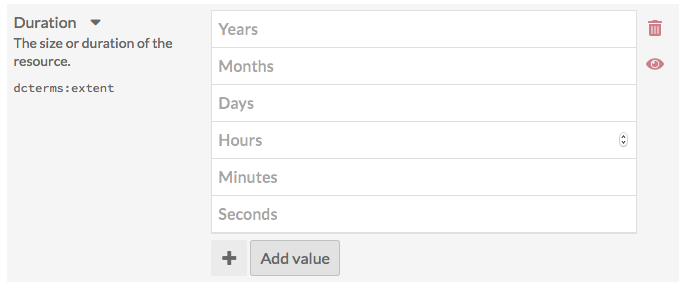 Duration
The size or duration of the
resource.
dcterms:extent
Years
Months
Days
Hours
Minutes
Seconds
Add value